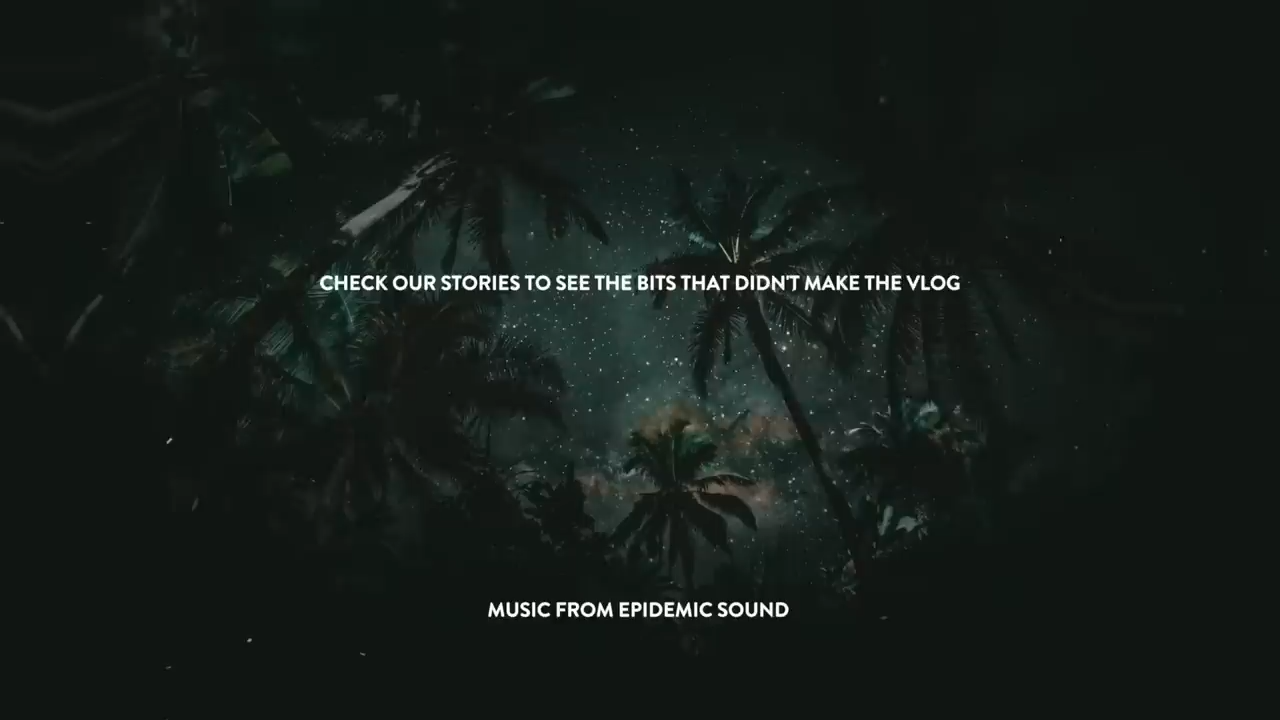 CHECK OUR STORIES TO SEE THE BITS THAT DIDN'T MAKE THE VLOG
MUSIC FROM EPIDEMIC SOUND